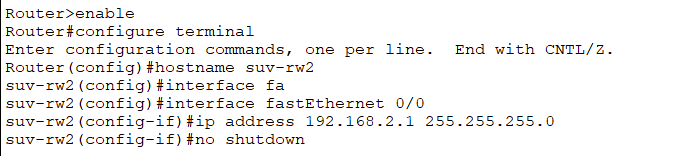 Router>enable
Router#configure terminal
Enter configuration commands, one per line.  End with CNTL/Z.
Router(config)#hostname suv-rw2
suv-rw2(config)#interface fa
suv-rw2(config)#interface fastEthernet 0/0
suv-rw2(config-if)#ip address 192.168.2.1 255.255.255.0
suv-rw2(config-if)#no shutdown